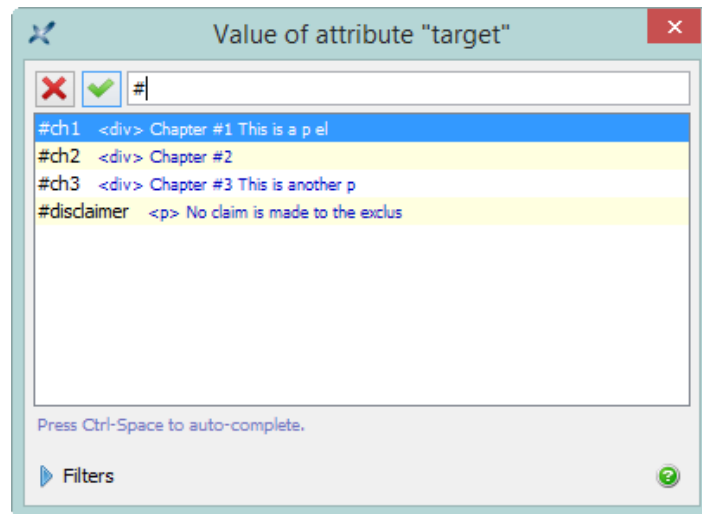 Value of attribute "target"
#
#ch1 <div> Chapter #1 This is a p el
#ch2 <div> Chapter #2
#ch3 <div> Chapter #3 This is another p
#disclaimer <p> No claim is made to the exclus
Press Ctrl-Space to auto-complete.
Filters